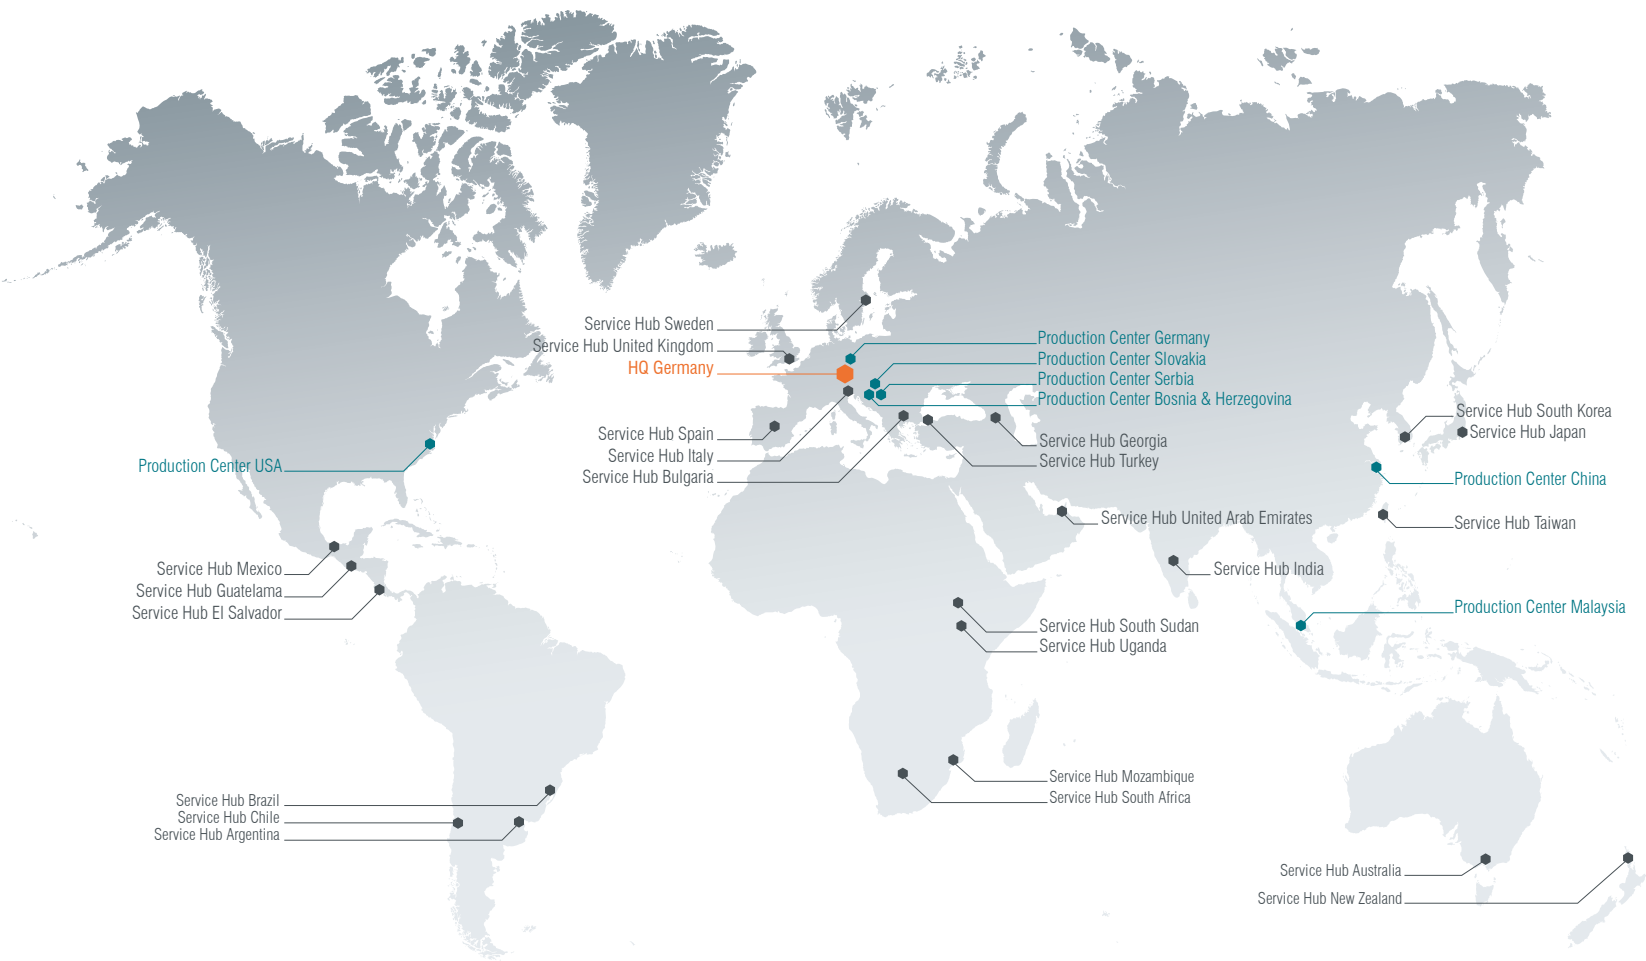 Service Hub Sweden
Service Hub United Kingdom
HQ Germany
Production Center Germany
Production Center Slovakia
Production Center Serbia
Production Center Bosnia & Herzegovina
Service Hub Spain
Service Hub Italy
Service Hub Bulgaria
Service Hub Georgia
Service Hub Turkey
Service Hub South Korea
Service Hub Japan
Production Center USA
Production Center China
Service Hub United Arab Emirates
Service Hub Taiwan
Service Hub Mexico
Service Hub Guatelama
Service Hub El Salvador
Service Hub India
Production Center Malaysia
Service Hub South Sudan
Service Hub Uganda
Service Hub Mozambique
Service Hub South Africa
Service Hub Brazil
Service Hub Chile
Service Hub Argentina
Service Hub Australia
Service Hub New Zealand